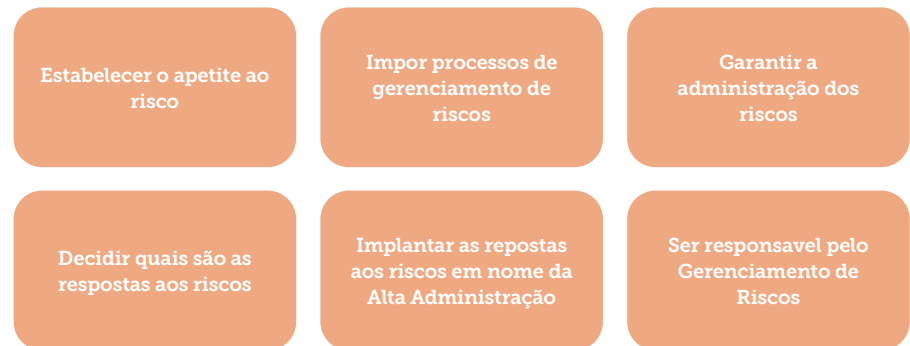 Estabelecer o apetite ao
risco
Impor processos de
gerenciamento de
riscos
Garantir a
administração dos
riscos
Decidir quais são as
respostas aos riscos
Implantar as repostas
aos riscos em nome da
Alta Administração
Ser responsavel pelo
Gerenciamento de
Riscos